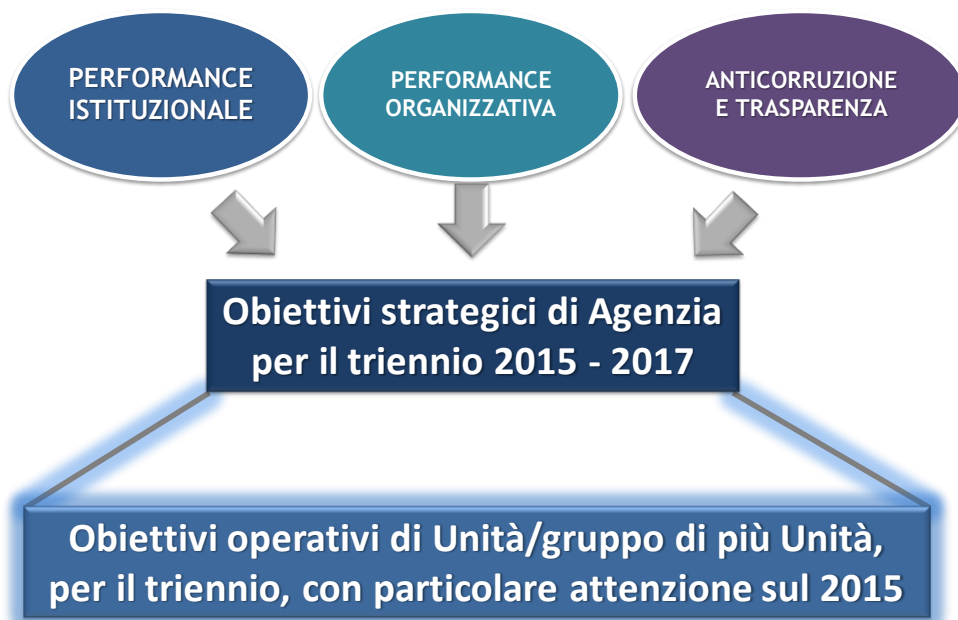 PERFORMANCE
ISTITUZIONALE
PERFORMANCE
ORGANIZZATIVA
ANTICORRUZIONE
E TRASPARENZA
Obiettivi strategici di Agenzia
per il triennio 2015 - 2017
Obiettivi operativi di Unità/gruppo di più Unità,
per il triennio, con particolare attenzione sul 2015